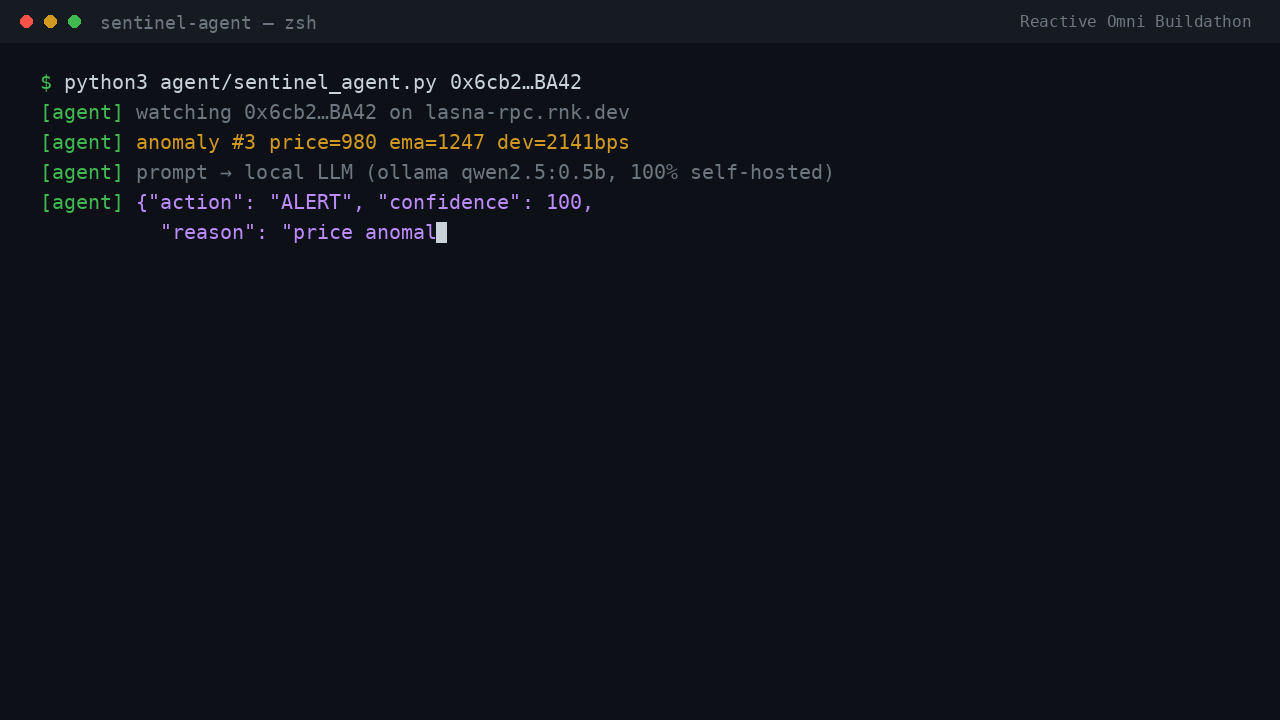 sentinel-agent — zsh
Reactive Omni Buildathon
$ python3 agent/sentinel_agent.py 0x6cb2…BA42
[agent] watching 0x6cb2…BA42 on lasna-rpc.rnk.dev
[agent] anomaly #3 price=980 ema=1247 dev=2141bps
[agent] prompt → local LLM (ollama qwen2.5:0.5b, 100% self-hosted)
[agent] {"action": "ALERT", "confidence": 100,
"reason": "price anomal